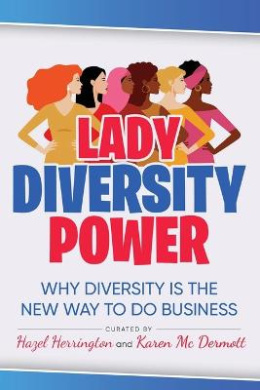 LADY
DIVERSITY
POWER
WHY DIVERSITY IS THE
NEW WAY TO DO BUSINESS
CURATED BY
Hazel Herrington and Karen Mc Dermott